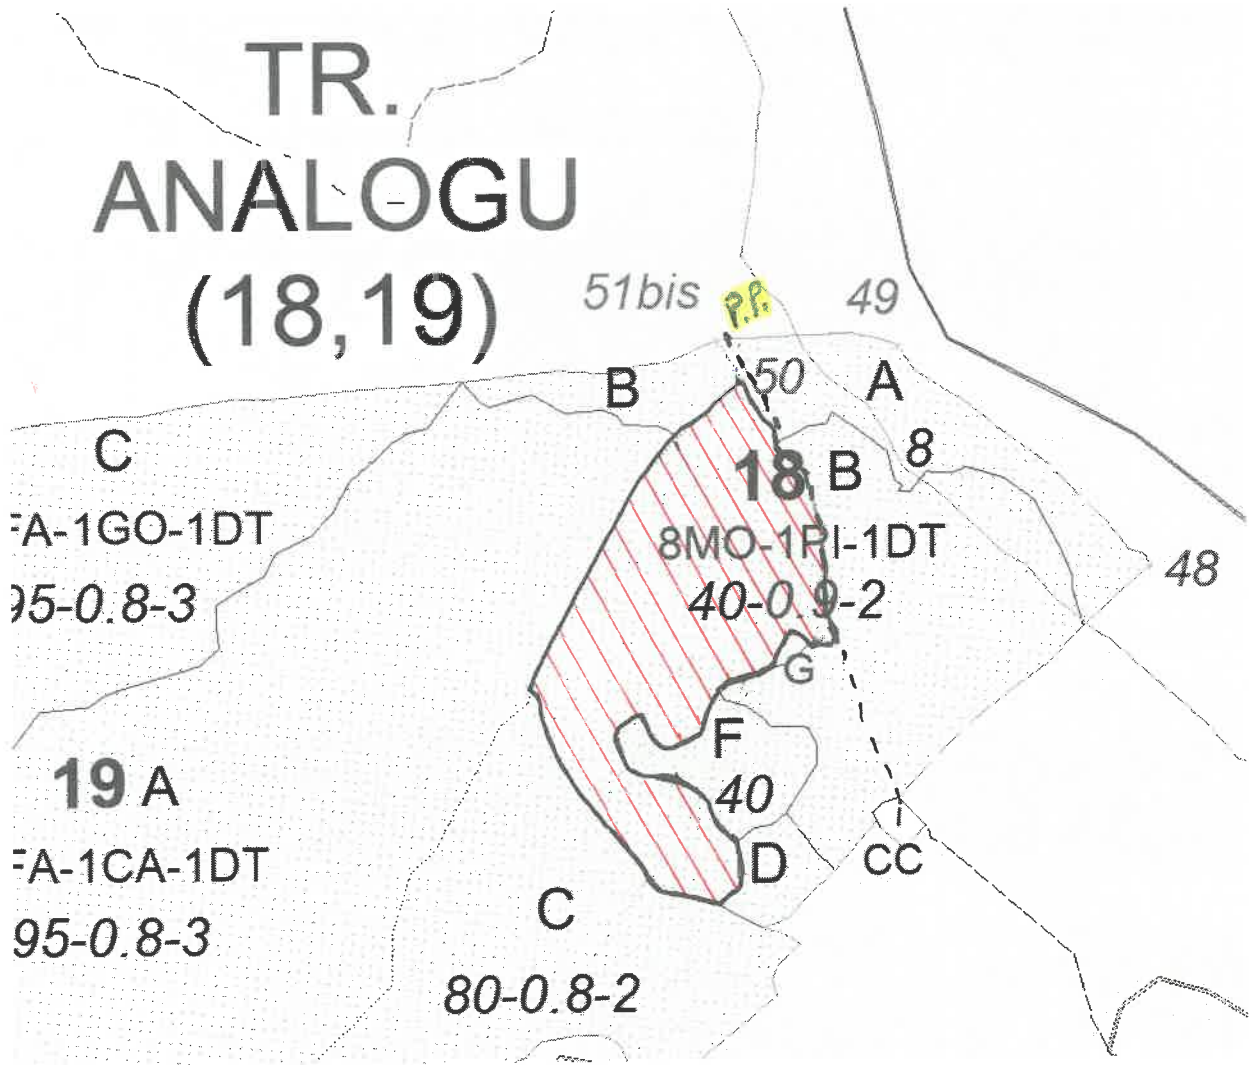 TR.
ANALOGU
(18,19)
51bis
P.P.
49
50
A
B
C
8
18 B
FA-1GO-1DT
8MO-1PI-1DT
48
95-0.8-3
40-0.9-2
G
F
19 A
40
FA-1CA-1DT
D
CC
C
95-0.8-3
80-0.8-2